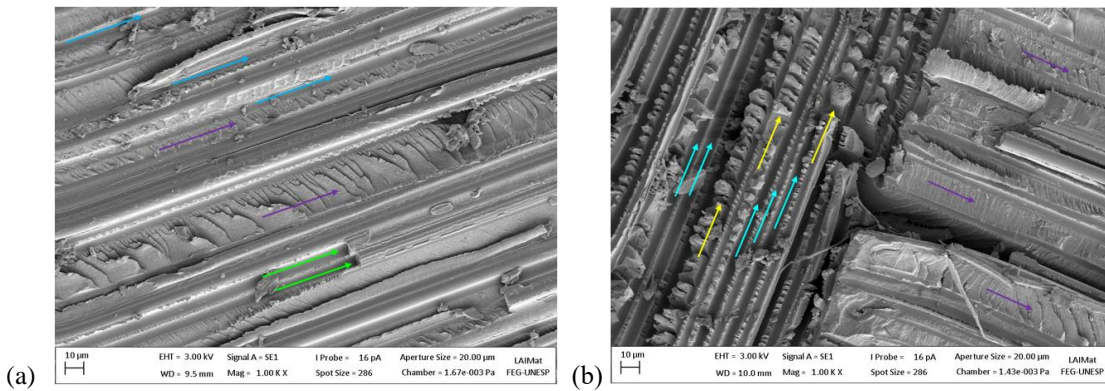 (a)
10 µm
EHT = 3.00 kV Signal A = SE1 I Probe = 16 pA Aperture Size = 20.00 µm LAIMat
WD = 9.5 mm Mag = 1.00 K X Spot Size = 286 Chamber = 1.67e-003 Pa FEG-UNESP
(b)
10 µm
EHT = 3.00 kV Signal A = SE1 I Probe = 16 pA Aperture Size = 20.00 µm LAIMat
WD = 10.0 mm Mag = 1.00 K X Spot Size = 286 Chamber = 1.43e-003 Pa FEG-UNESP